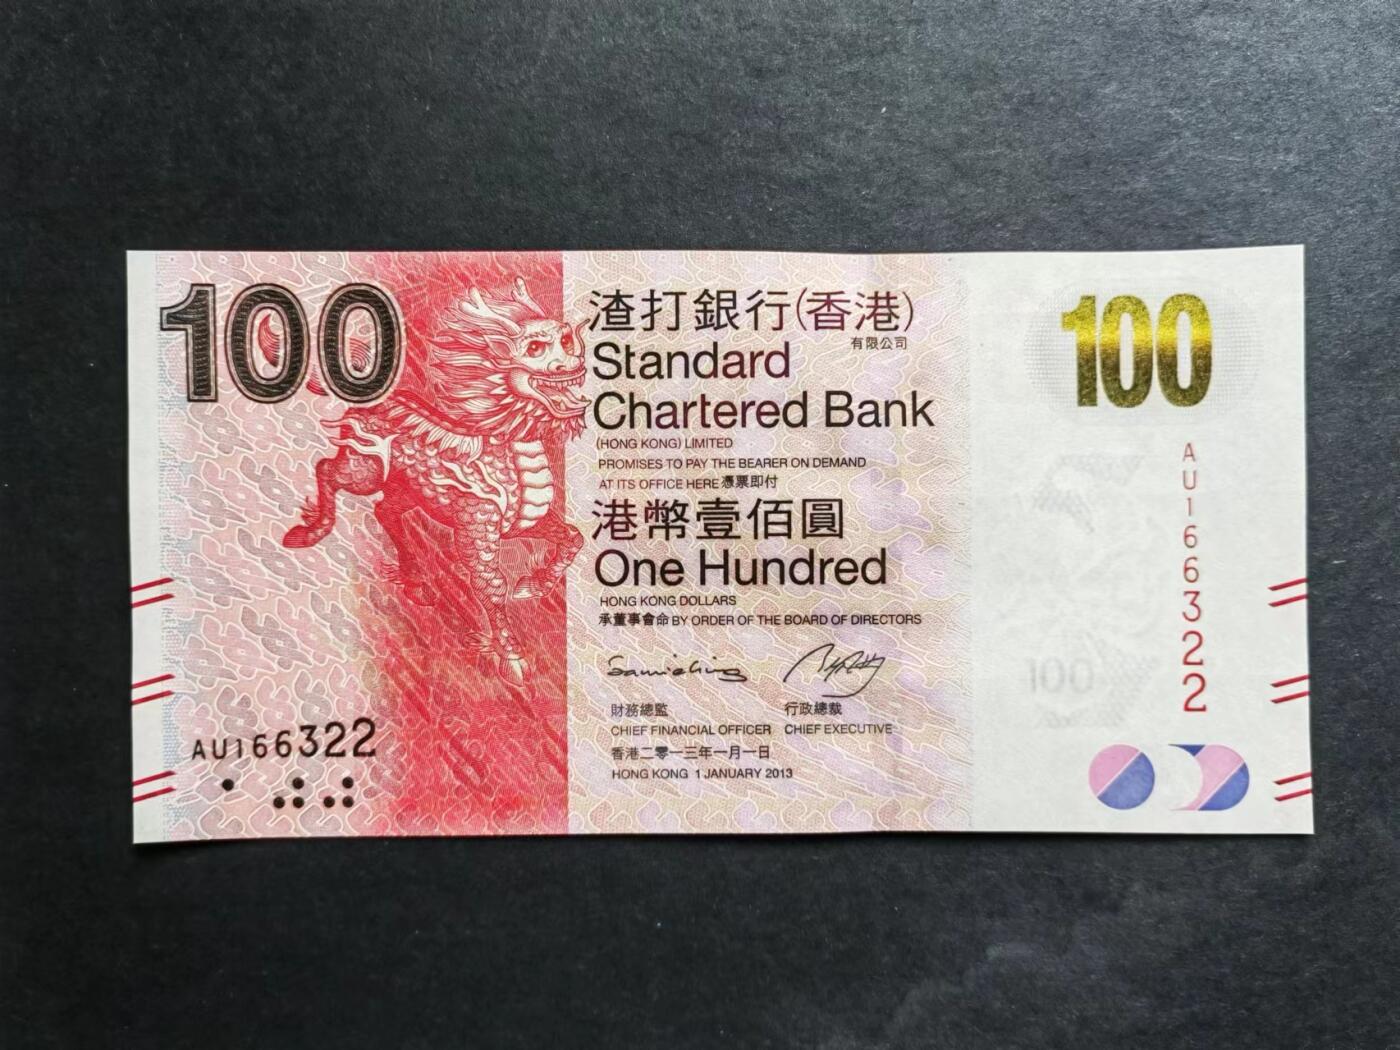 100
渣打銀行(香港)
有限公司
Standard
Chartered Bank
(HONG KONG) LIMITED
PROMISES TO PAY THE BEARER ON DEMAND
AT ITS OFFICE HERE 憑票即付
港幣壹佰圓
One Hundred
HONG KONG DOLLARS
承董事會命 BY ORDER OF THE BOARD OF DIRECTORS
財務總監 行政總裁
CHIEF FINANCIAL OFFICER CHIEF EXECUTIVE
香港二〇一三年一月一日
HONG KONG 1 JANUARY 2013
AU166322
100
AU166322
100